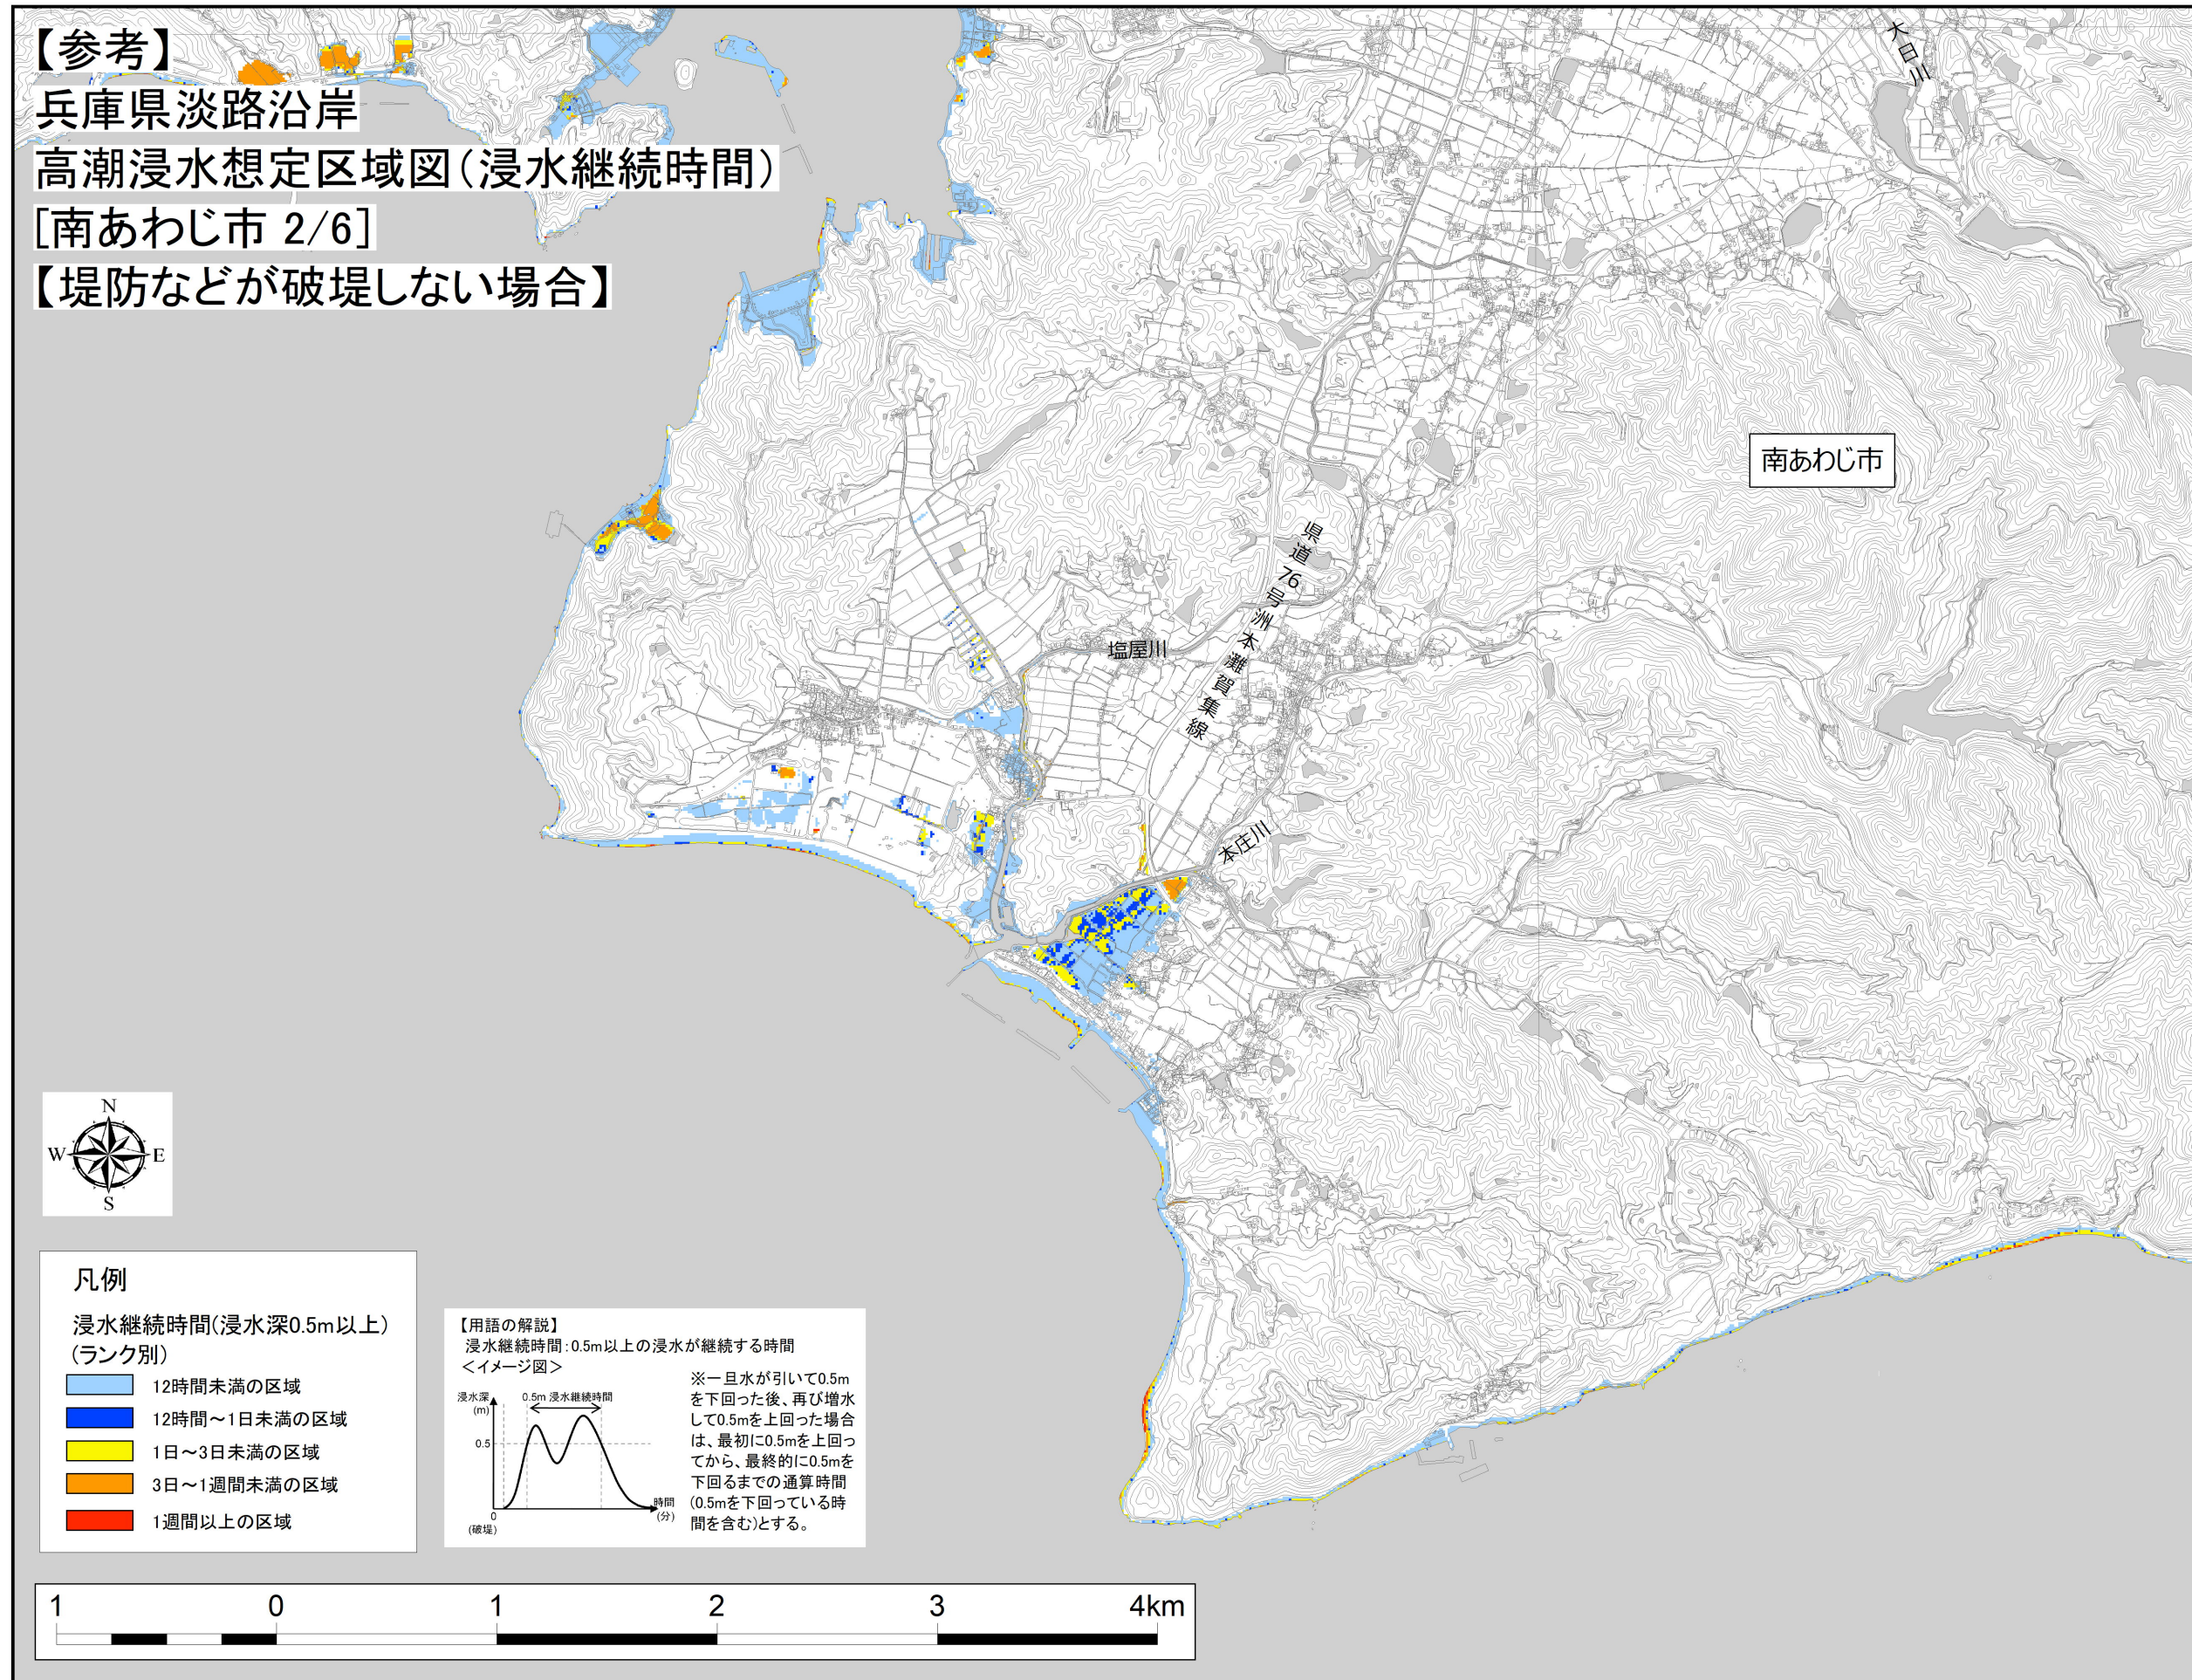 【参考】
兵庫県淡路沿岸
高潮浸水想定区域図(浸水継続時間)
[南あわじ市 2/6]
【堤防などが破堤しない場合】
大日川
南あわじ市
県道76号洲本灘賀集線
塩屋川
本庄川
N
W
E
S
凡例
浸水継続時間(浸水深0.5m以上)
(ランク別)
12時間未満の区域
12時間～1日未満の区域
1日～3日未満の区域
3日～1週間未満の区域
1週間以上の区域
【用語の解説】
浸水継続時間:0.5m以上の浸水が継続する時間
＜イメージ図＞
浸水深
(m)
0.5m 浸水継続時間
0.5
0
(破堤)
時間
(分)
※一旦水が引いて0.5m
を下回った後、再び増水
して0.5mを上回った場合
は、最初に0.5mを上回っ
てから、最終的に0.5mを
下回るまでの通算時間
(0.5mを下回っている時
間を含む)とする。
1 0 1 2 3 4km